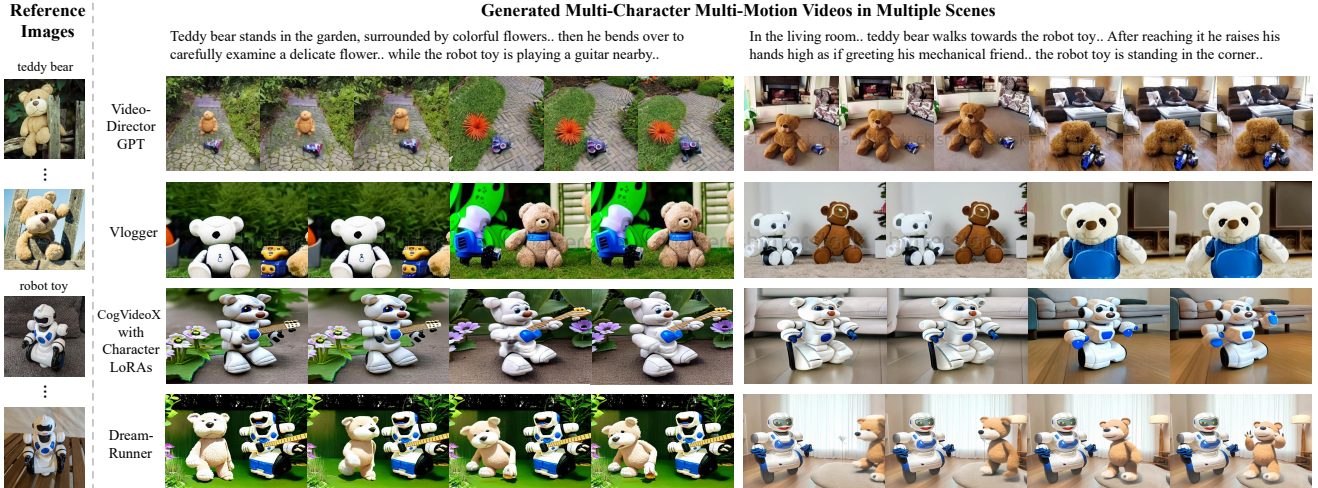 Reference
Images
Generated Multi-Character Multi-Motion Videos in Multiple Scenes
Teddy bear stands in the garden, surrounded by colorful flowers.. then he bends over to
carefully examine a delicate flower.. while the robot toy is playing a guitar nearby..
In the living room.. teddy bear walks towards the robot toy.. After reaching it he raises his
hands high as if greeting his mechanical friend.. the robot toy is standing in the corner..
teddy bear
⋮
robot toy
⋮
Video-
Director
GPT
Vlogger
CogVideoX
with
Character
LoRAs
Dream-
Runner